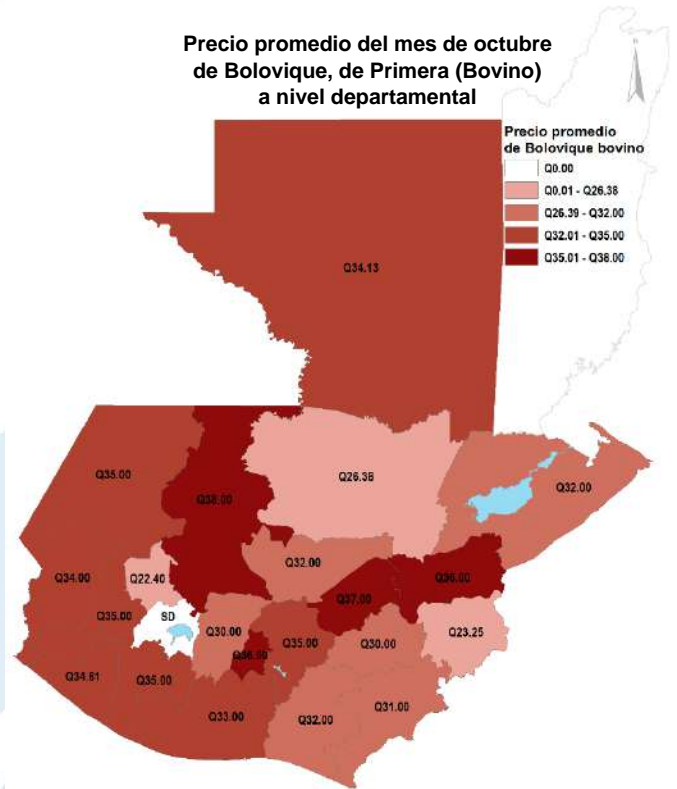 Precio promedio del mes de octubre
de Bolovique, de Primera (Bovino)
a nivel departamental
Precio promedio
de Bolovique bovino
Q0.00
Q0.01 - Q26.38
Q26.39 - Q32.00
Q32.01 - Q35.00
Q35.01 - Q38.00
Q34.13
Q35.00
Q38.00
Q26.38
Q32.00
Q32.00
Q34.00
Q22.40
Q37.00
Q36.00
Q35.00
SD
Q30.00
Q35.00
Q30.00
Q23.25
Q34.81
Q35.00
Q33.00
Q32.00
Q31.00